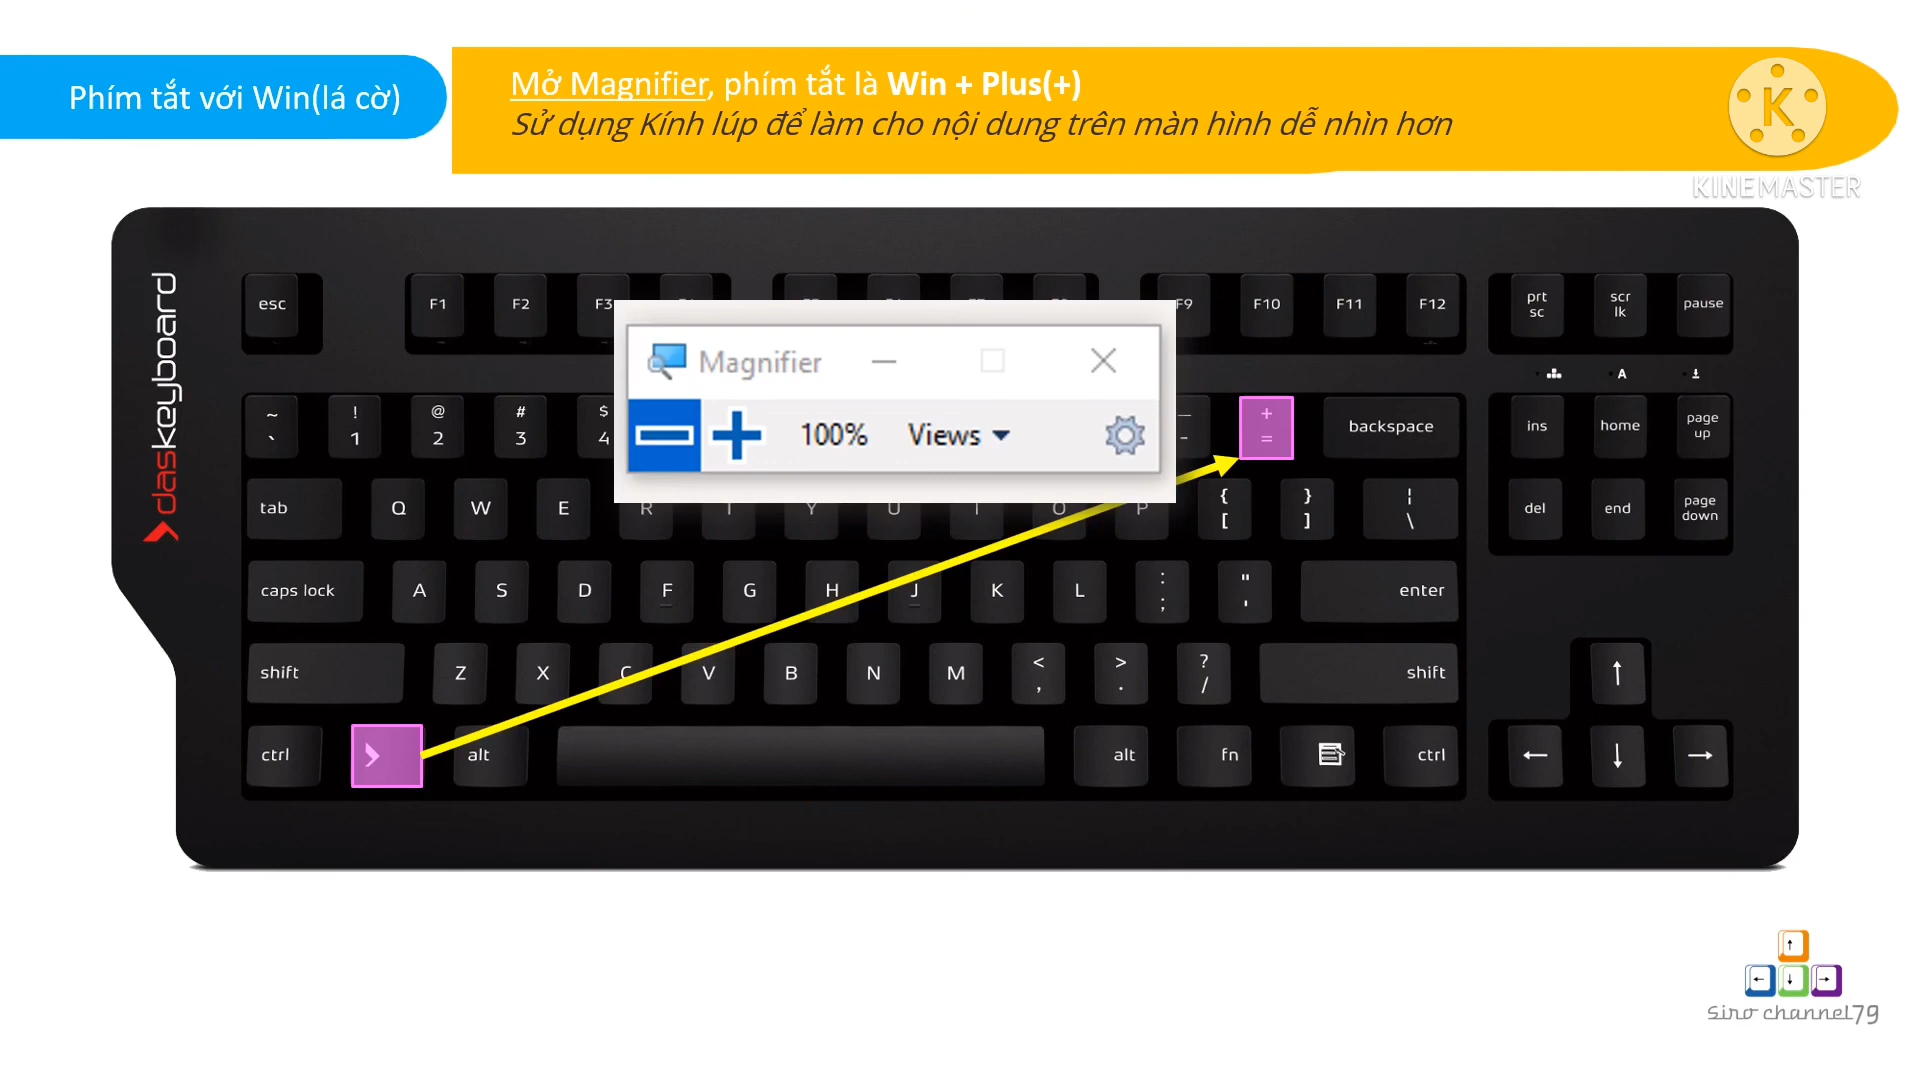 Phím tắt với Win(lá cờ)
Mở Magnifier, phím tắt là Win + Plus(+)
Sử dụng Kính lúp để làm cho nội dung trên màn hình dễ nhìn hơn
K
KINEMASTER
daskeyboard
esc F1 F2 F3 F9 F10 F11 F12 prt sc scr lk pause
Magnifier
100% Views
A
~ ` ! 1 @ 2 # 3 $ 4 — - + = backspace ins home page up
tab Q W E R T Y U I O P { [ } ] ¦ \ del end page down
caps lock A S D F G H J K L : ; " ' enter
shift Z X C V B N M < , > . ? / shift ↑
ctrl alt alt fn ctrl ← ↓ →
↑
← ↓ →
sino channel79